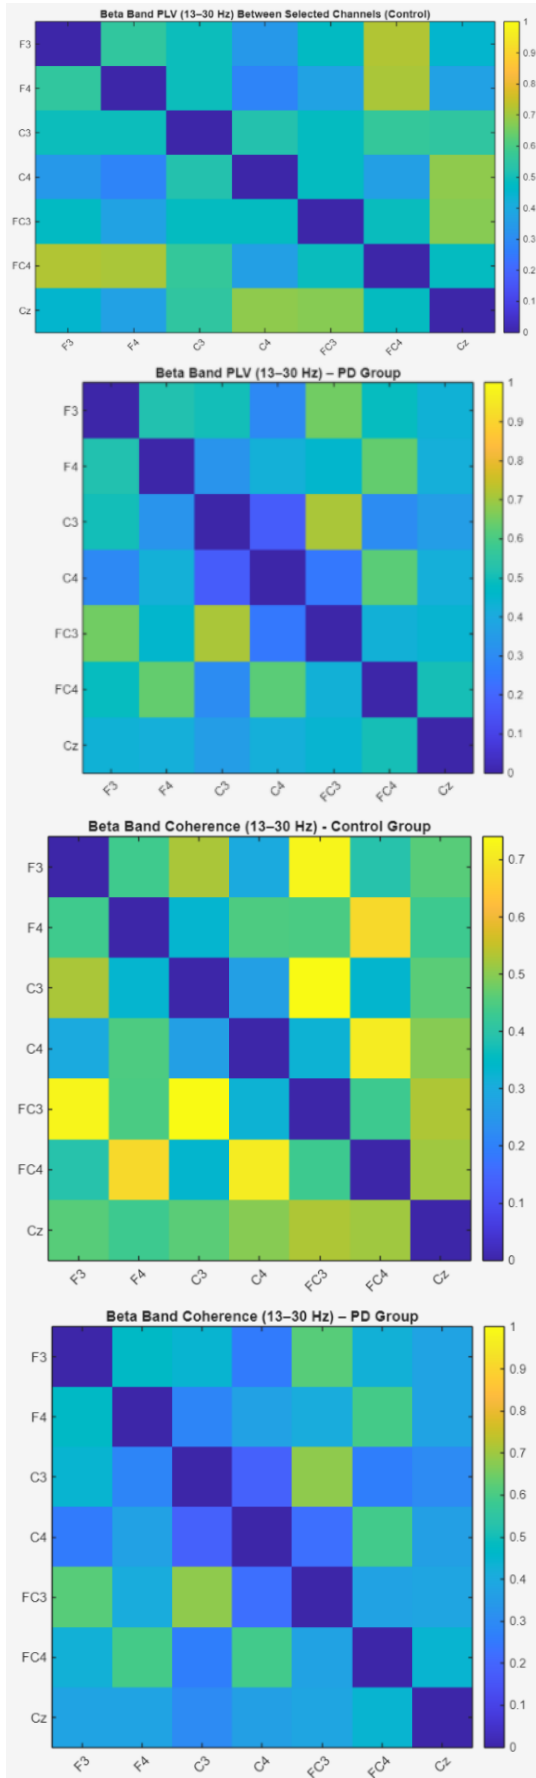 Beta Band PLV (13–30 Hz) Between Selected Channels (Control)
F3
F4
C3
C4
FC3
FC4
Cz
F3 F4 C3 C4 FC3 FC4 Cz
1
0.9
0.8
0.7
0.6
0.5
0.4
0.3
0.2
0.1
0
Beta Band PLV (13–30 Hz) – PD Group
F3
F4
C3
C4
FC3
FC4
Cz
F3 F4 C3 C4 FC3 FC4 Cz
1
0.9
0.8
0.7
0.6
0.5
0.4
0.3
0.2
0.1
0
Beta Band Coherence (13–30 Hz) - Control Group
F3
F4
C3
C4
FC3
FC4
Cz
F3 F4 C3 C4 FC3 FC4 Cz
0.7
0.6
0.5
0.4
0.3
0.2
0.1
0
Beta Band Coherence (13–30 Hz) – PD Group
F3
F4
C3
C4
FC3
FC4
Cz
F3 F4 C3 C4 FC3 FC4 Cz
1
0.9
0.8
0.7
0.6
0.5
0.4
0.3
0.2
0.1
0